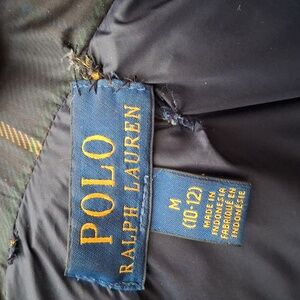 POLO
RALPH LAUREN
M
(10-12)
MADE IN
INDONESIA
FABRIQUÉ EN
INDONÉSIE